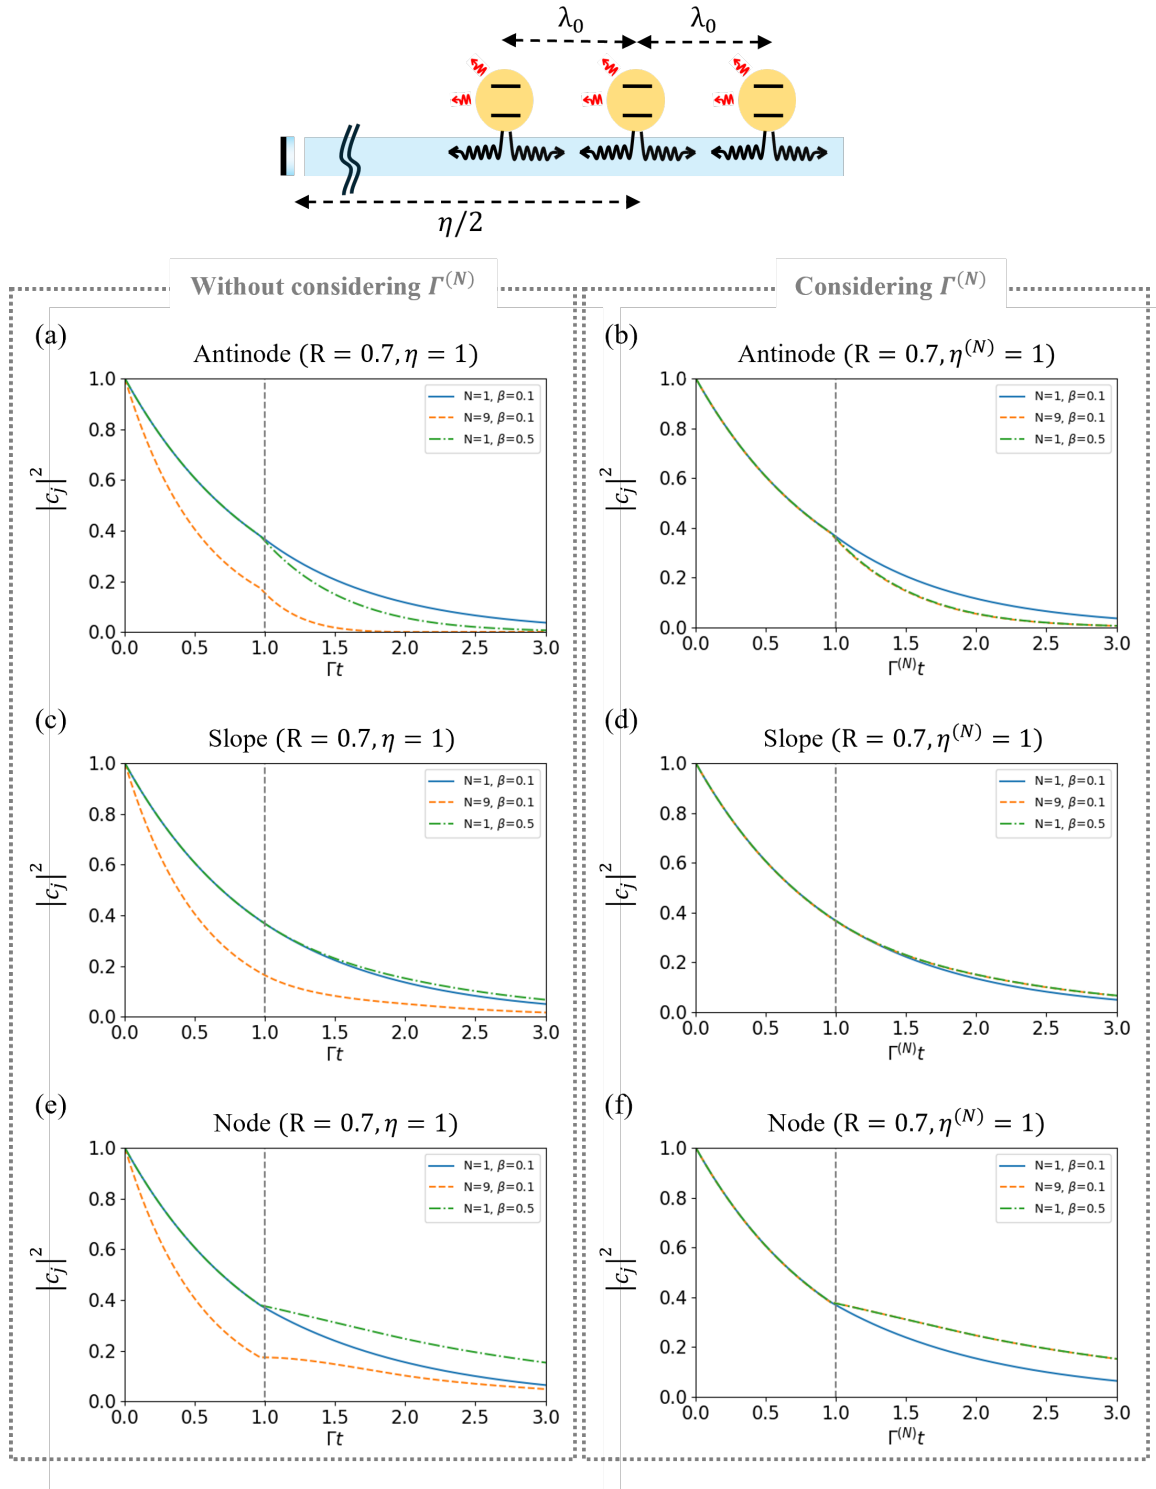 λ₀ λ₀
η/2
Without considering Γ⁽ᴺ⁾
Considering Γ⁽ᴺ⁾
(a)
Antinode (R = 0.7, η = 1)
|cⱼ|²
1.0
0.8
0.6
0.4
0.2
0.0
0.0 0.5 1.0 1.5 2.0 2.5 3.0
Γt
N=1, β=0.1
N=9, β=0.1
N=1, β=0.5
(b)
Antinode (R = 0.7, η⁽ᴺ⁾ = 1)
|cⱼ|²
1.0
0.8
0.6
0.4
0.2
0.0
0.0 0.5 1.0 1.5 2.0 2.5 3.0
Γ⁽ᴺ⁾t
N=1, β=0.1
N=9, β=0.1
N=1, β=0.5
(c)
Slope (R = 0.7, η = 1)
|cⱼ|²
1.0
0.8
0.6
0.4
0.2
0.0
0.0 0.5 1.0 1.5 2.0 2.5 3.0
Γt
N=1, β=0.1
N=9, β=0.1
N=1, β=0.5
(d)
Slope (R = 0.7, η⁽ᴺ⁾ = 1)
|cⱼ|²
1.0
0.8
0.6
0.4
0.2
0.0
0.0 0.5 1.0 1.5 2.0 2.5 3.0
Γ⁽ᴺ⁾t
N=1, β=0.1
N=9, β=0.1
N=1, β=0.5
(e)
Node (R = 0.7, η = 1)
|cⱼ|²
1.0
0.8
0.6
0.4
0.2
0.0
0.0 0.5 1.0 1.5 2.0 2.5 3.0
Γt
N=1, β=0.1
N=9, β=0.1
N=1, β=0.5
(f)
Node (R = 0.7, η⁽ᴺ⁾ = 1)
|cⱼ|²
1.0
0.8
0.6
0.4
0.2
0.0
0.0 0.5 1.0 1.5 2.0 2.5 3.0
Γ⁽ᴺ⁾t
N=1, β=0.1
N=9, β=0.1
N=1, β=0.5